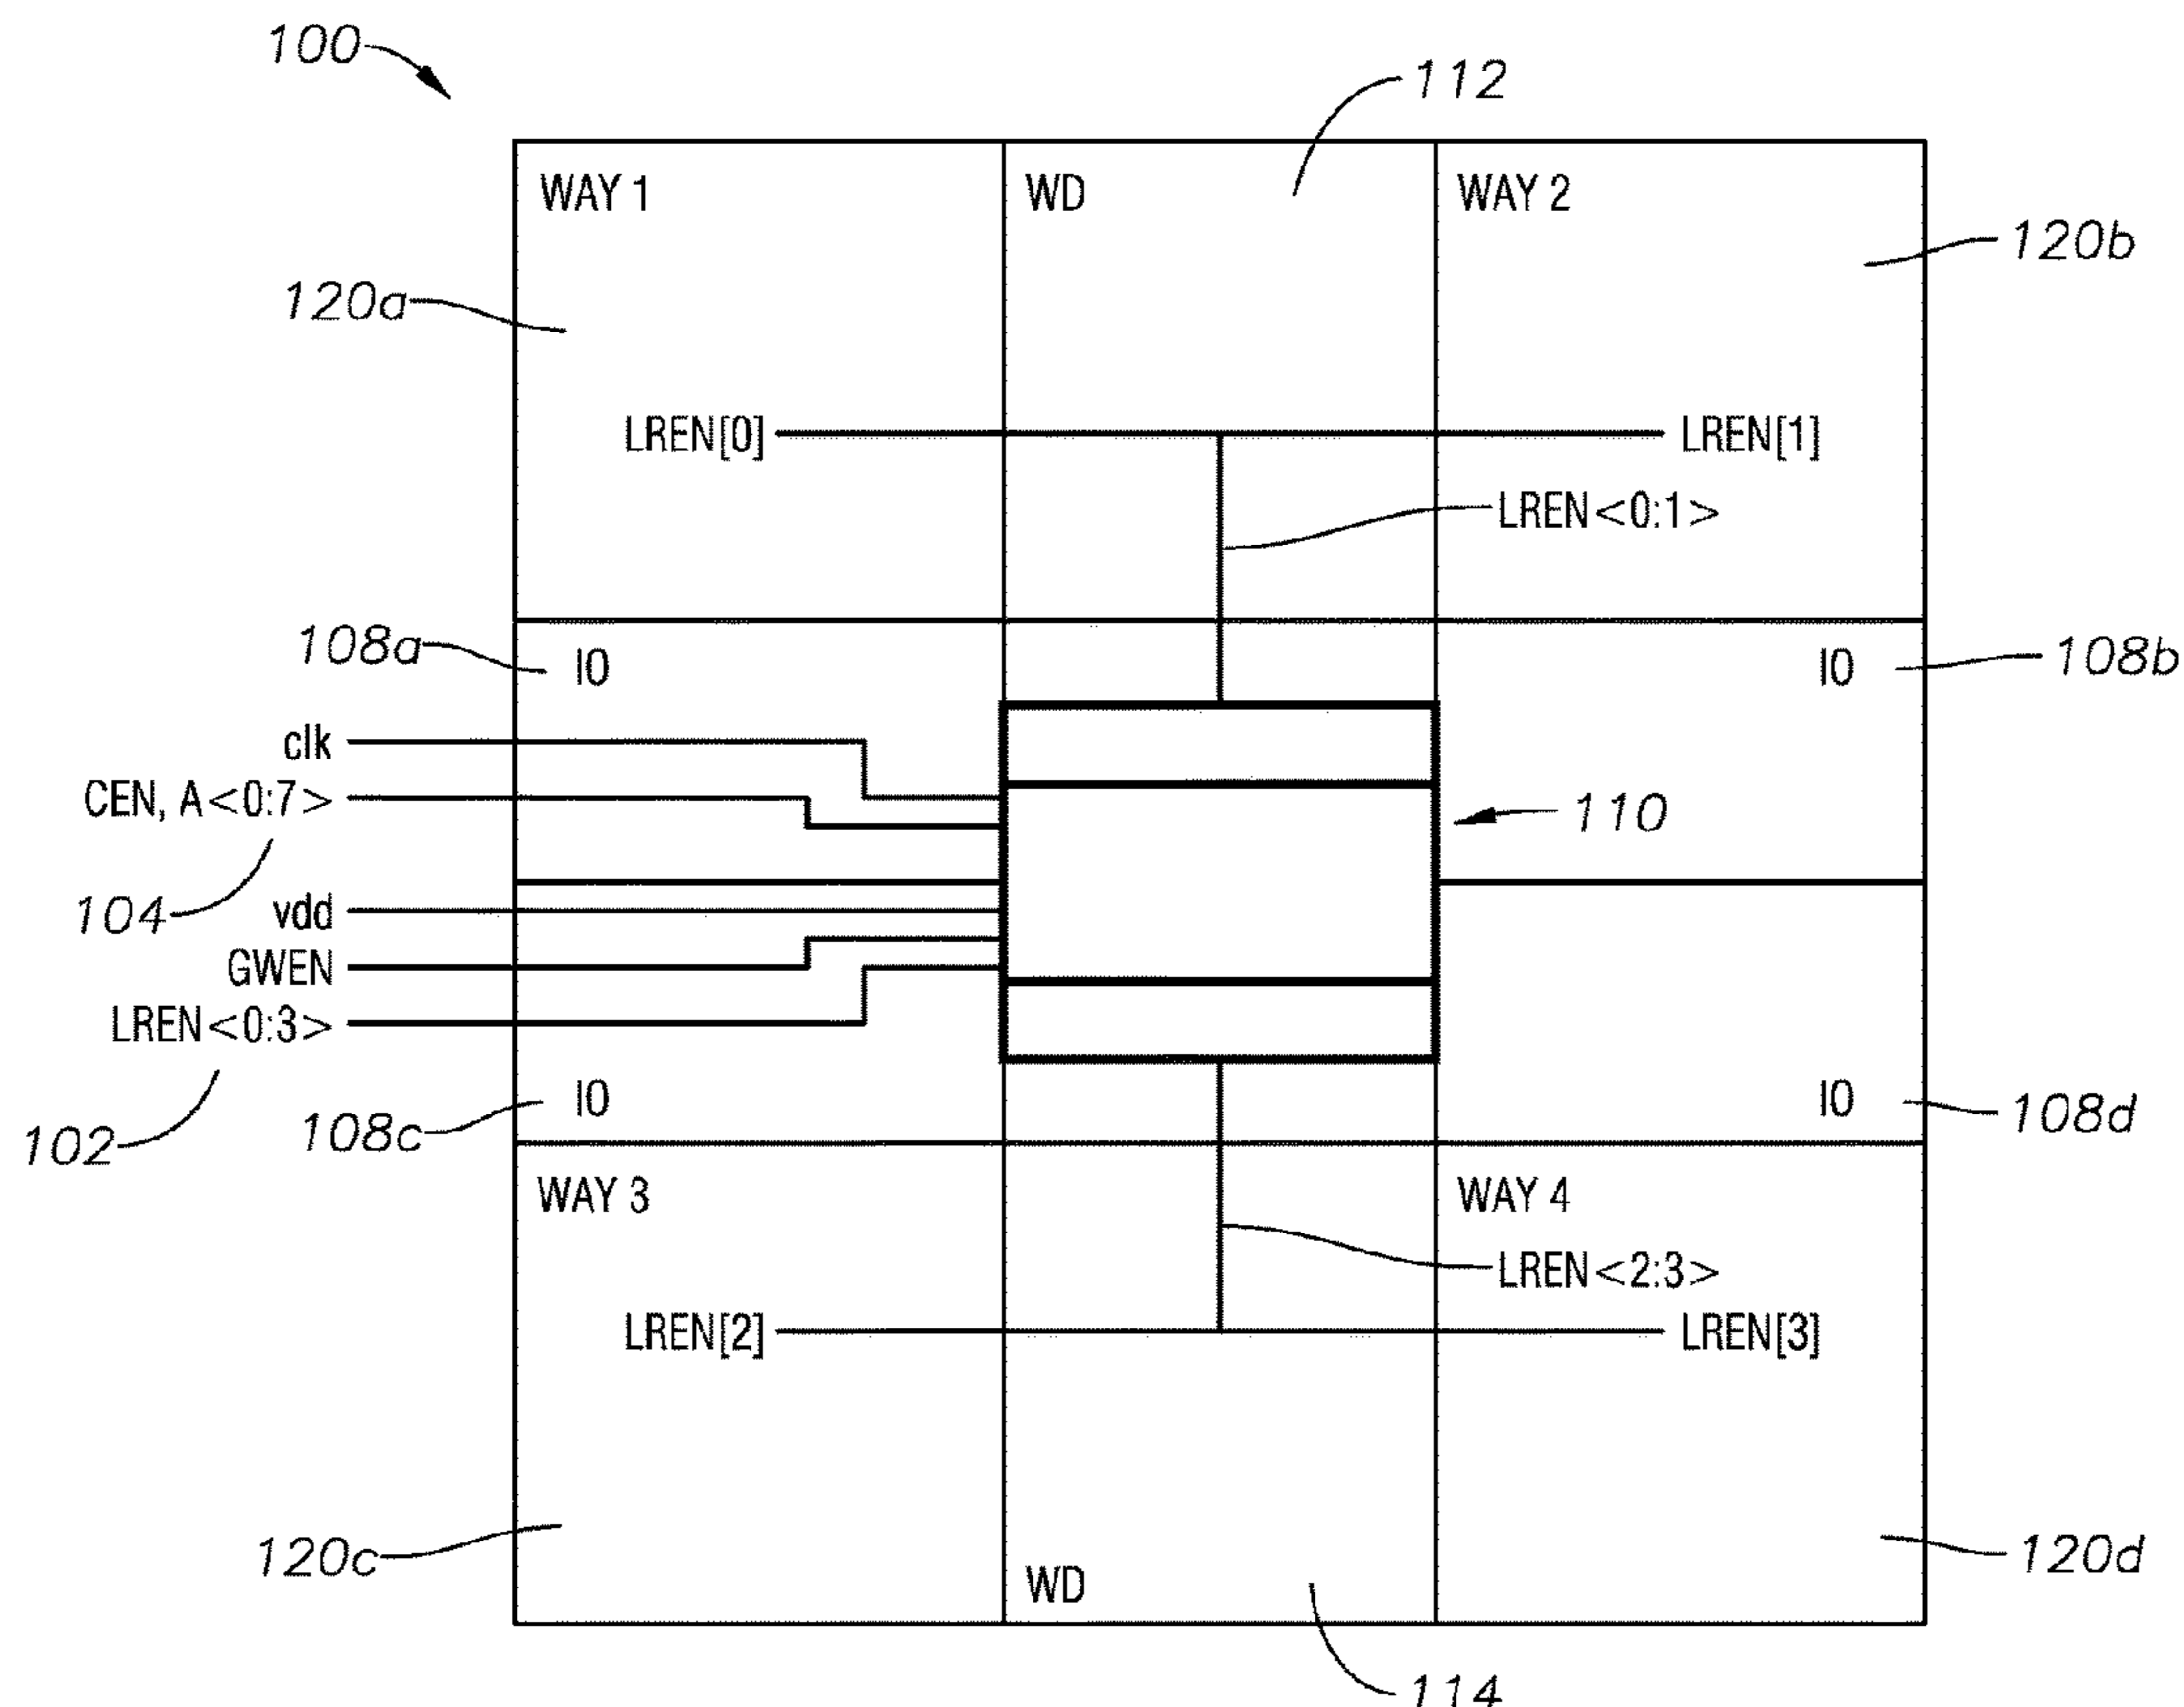 100
112
WAY 1
WD
WAY 2
120b
120a
LREN[0]
LREN[1]
LREN<0:1>
108a
IO
IO
108b
clk
CEN, A<0:7>
110
104
vdd
GWEN
LREN<0:3>
102
108c
IO
IO
108d
WAY 3
WAY 4
LREN<2:3>
LREN[2]
LREN[3]
120c
WD
120d
114